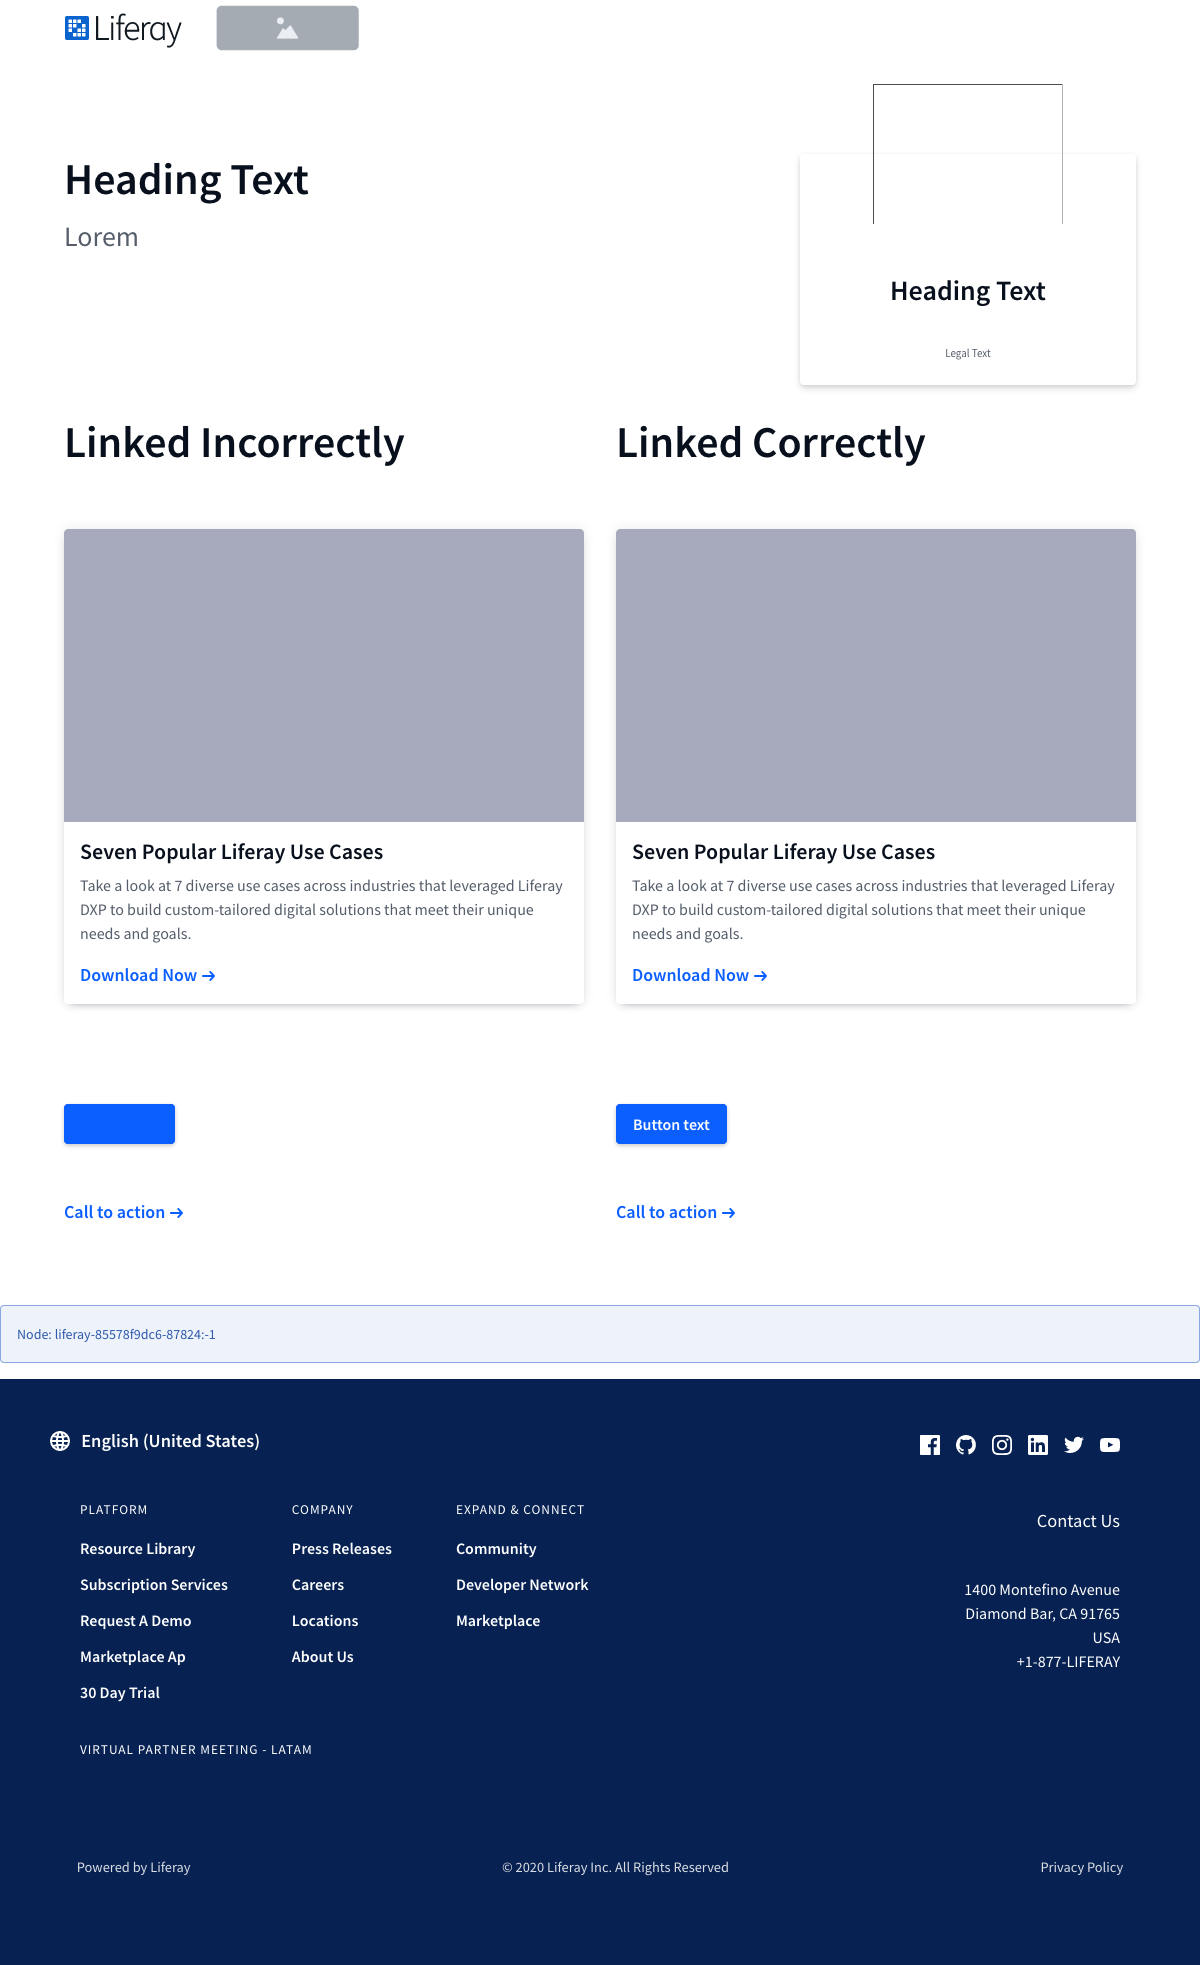 Liferay
Heading Text
Lorem
Heading Text
Legal Text
Linked Incorrectly
Linked Correctly
Seven Popular Liferay Use Cases
Take a look at 7 diverse use cases across industries that leveraged Liferay
DXP to build custom-tailored digital solutions that meet their unique
needs and goals.
Download Now →
Seven Popular Liferay Use Cases
Take a look at 7 diverse use cases across industries that leveraged Liferay
DXP to build custom-tailored digital solutions that meet their unique
needs and goals.
Download Now →
Button text
Call to action →
Call to action →
Node: liferay-85578f9dc6-87824:-1
English (United States)
PLATFORM
Resource Library
Subscription Services
Request A Demo
Marketplace Ap
30 Day Trial
COMPANY
Press Releases
Careers
Locations
About Us
EXPAND & CONNECT
Community
Developer Network
Marketplace
Contact Us
1400 Montefino Avenue
Diamond Bar, CA 91765
USA
+1-877-LIFERAY
VIRTUAL PARTNER MEETING - LATAM
Powered by Liferay
© 2020 Liferay Inc. All Rights Reserved
Privacy Policy